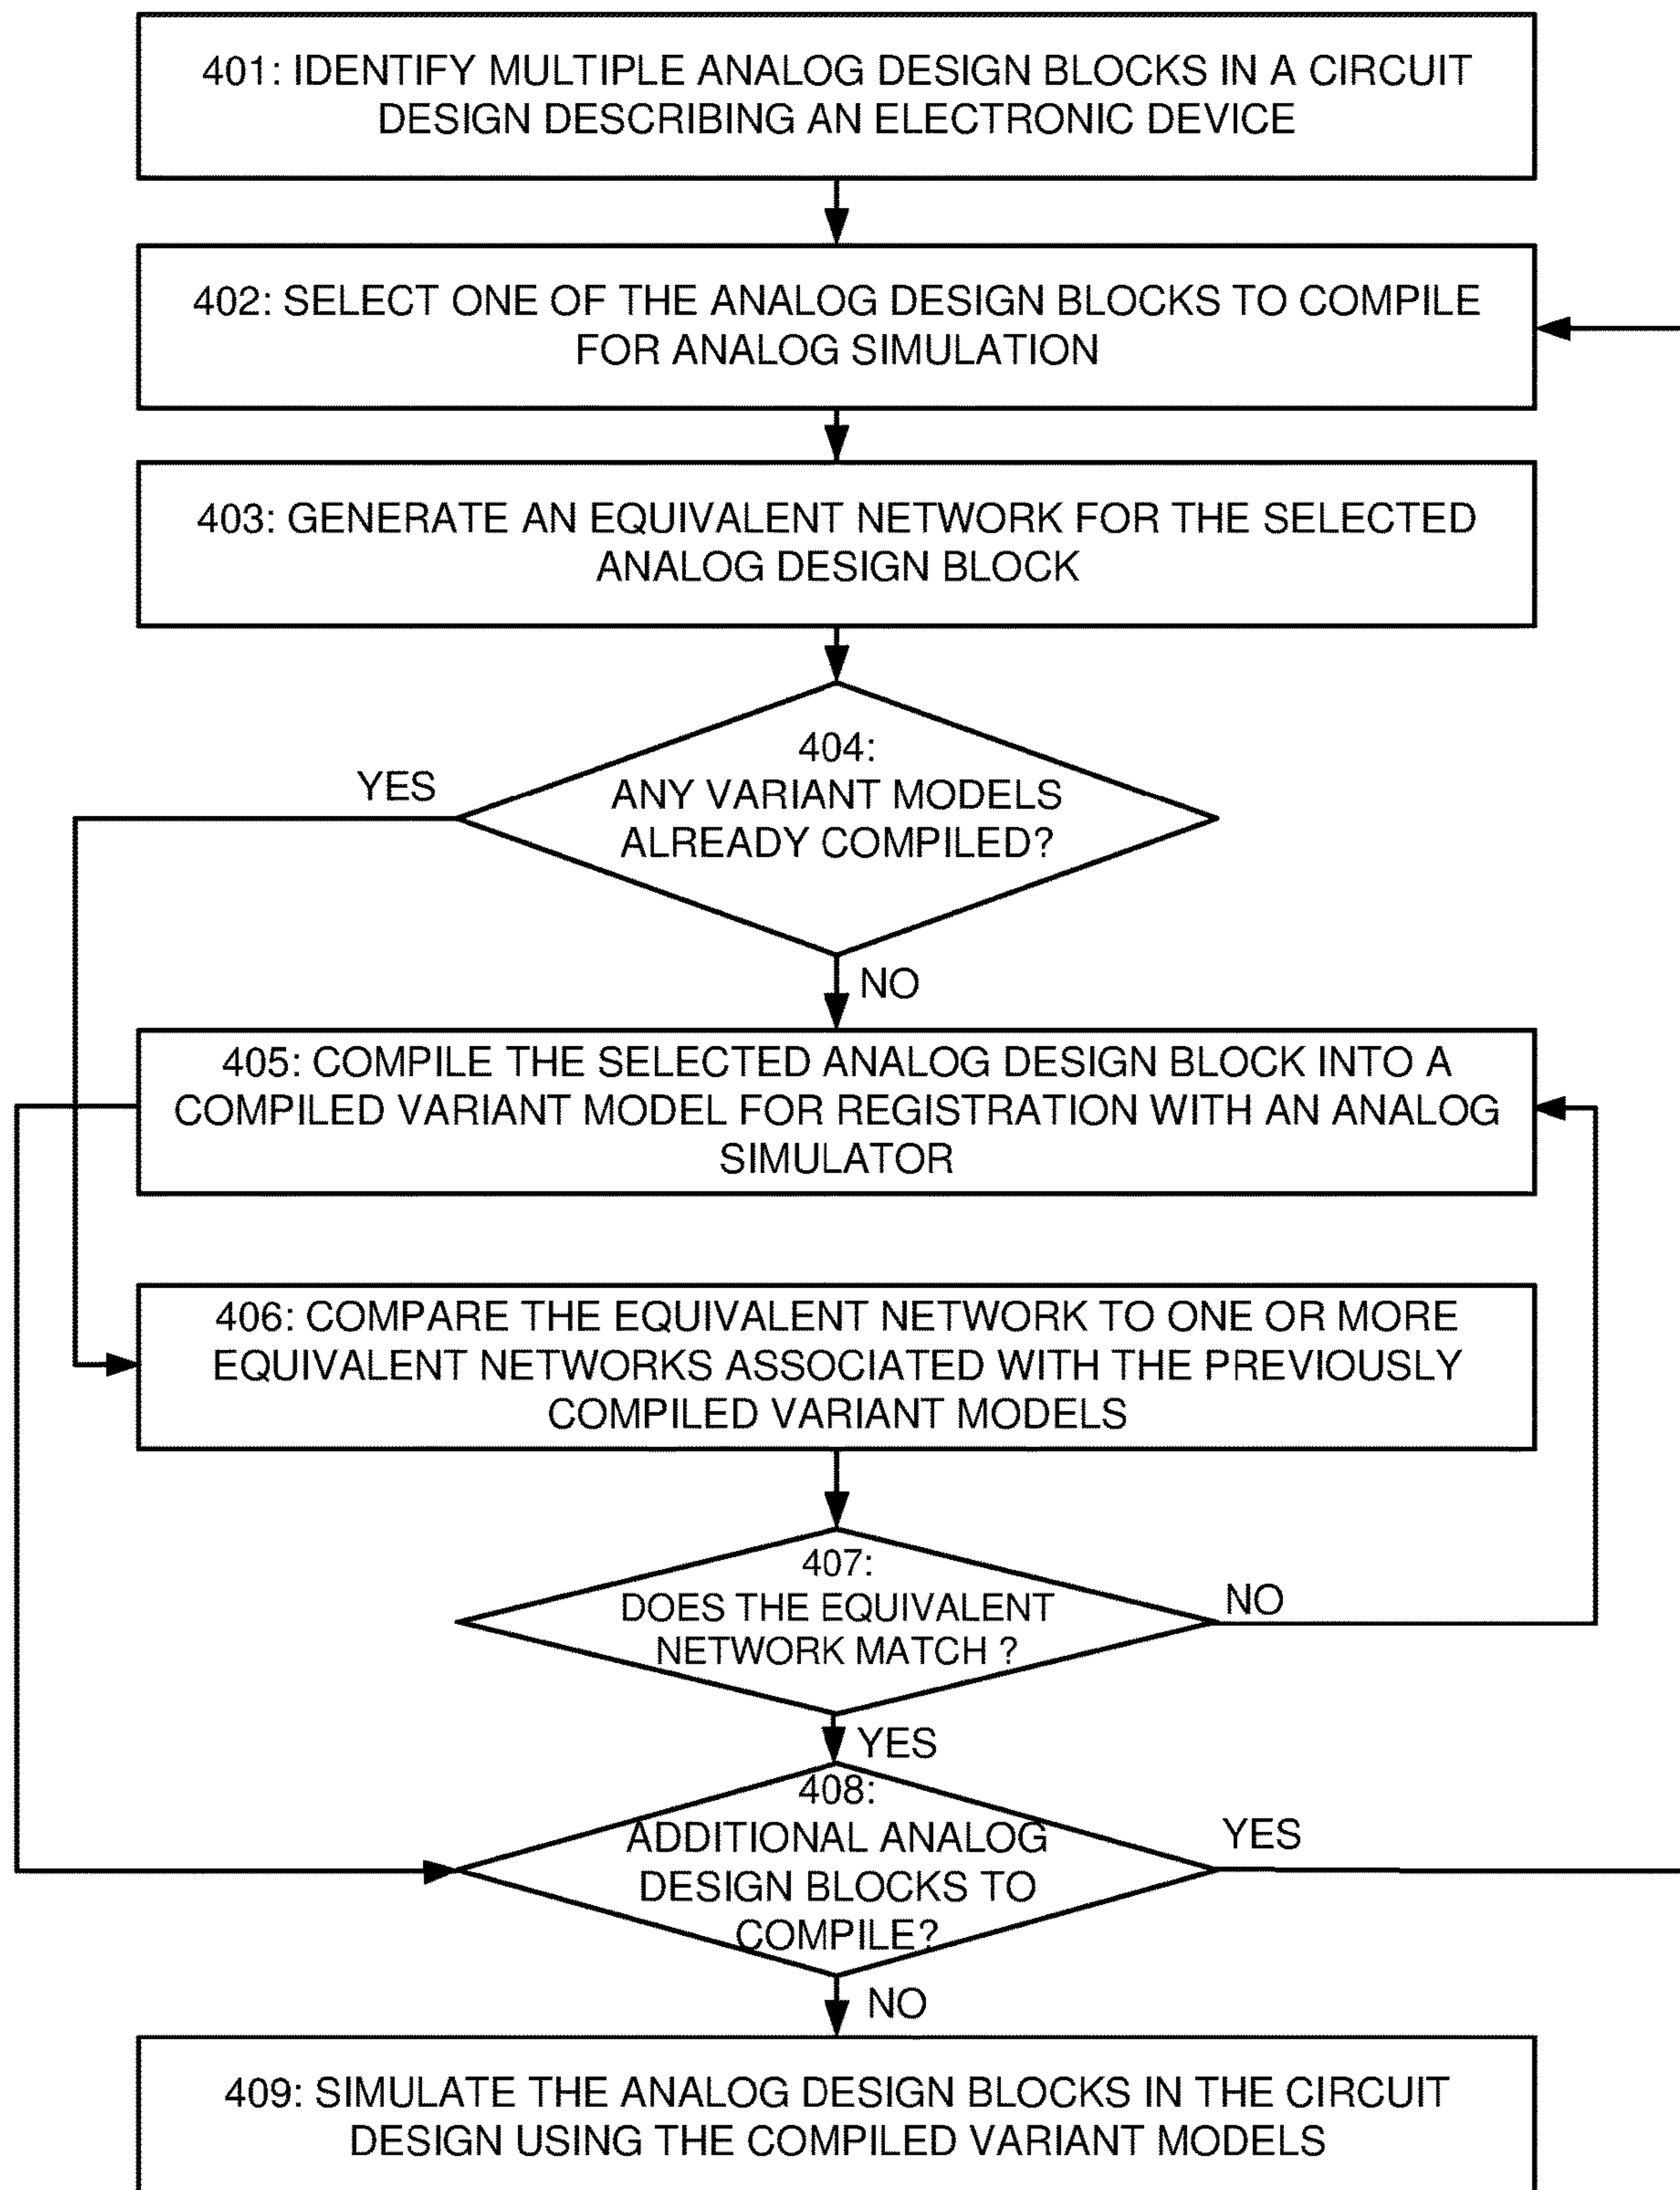 401: IDENTIFY MULTIPLE ANALOG DESIGN BLOCKS IN A CIRCUIT
DESIGN DESCRIBING AN ELECTRONIC DEVICE
402: SELECT ONE OF THE ANALOG DESIGN BLOCKS TO COMPILE
FOR ANALOG SIMULATION
403: GENERATE AN EQUIVALENT NETWORK FOR THE SELECTED
ANALOG DESIGN BLOCK
404:
YES
ANY VARIANT MODELS
ALREADY COMPILED?
NO
405: COMPILE THE SELECTED ANALOG DESIGN BLOCK INTO A
COMPILED VARIANT MODEL FOR REGISTRATION WITH AN ANALOG
SIMULATOR
406: COMPARE THE EQUIVALENT NETWORK TO ONE OR MORE
EQUIVALENT NETWORKS ASSOCIATED WITH THE PREVIOUSLY
COMPILED VARIANT MODELS
407:
DOES THE EQUIVALENT
NETWORK MATCH ?
NO
YES
408:
ADDITIONAL ANALOG
DESIGN BLOCKS TO
COMPILE?
YES
NO
409: SIMULATE THE ANALOG DESIGN BLOCKS IN THE CIRCUIT
DESIGN USING THE COMPILED VARIANT MODELS